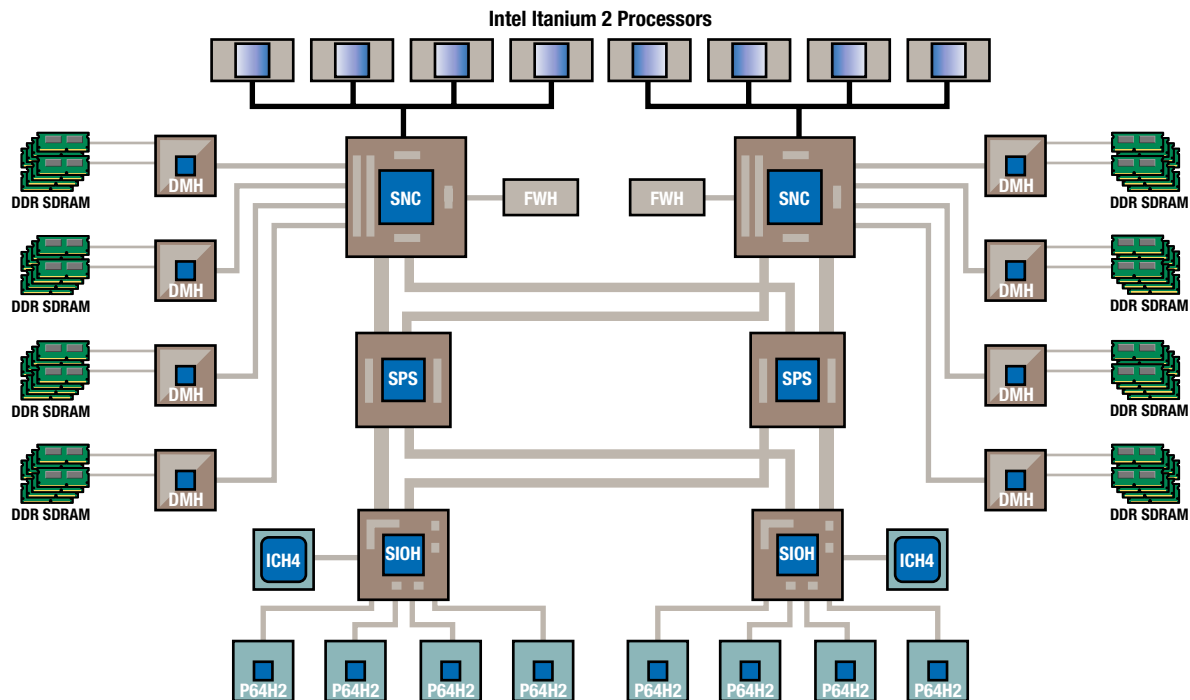 Intel Itanium 2 Processors
SNC
FWH
FWH
SNC
DMH
DDR SDRAM
DMH
DDR SDRAM
DMH
DDR SDRAM
DMH
DDR SDRAM
SPS
SPS
DMH
DDR SDRAM
DMH
DDR SDRAM
DMH
DDR SDRAM
DMH
DDR SDRAM
ICH4
SIOH
SIOH
ICH4
P64H2
P64H2
P64H2
P64H2
P64H2
P64H2
P64H2
P64H2